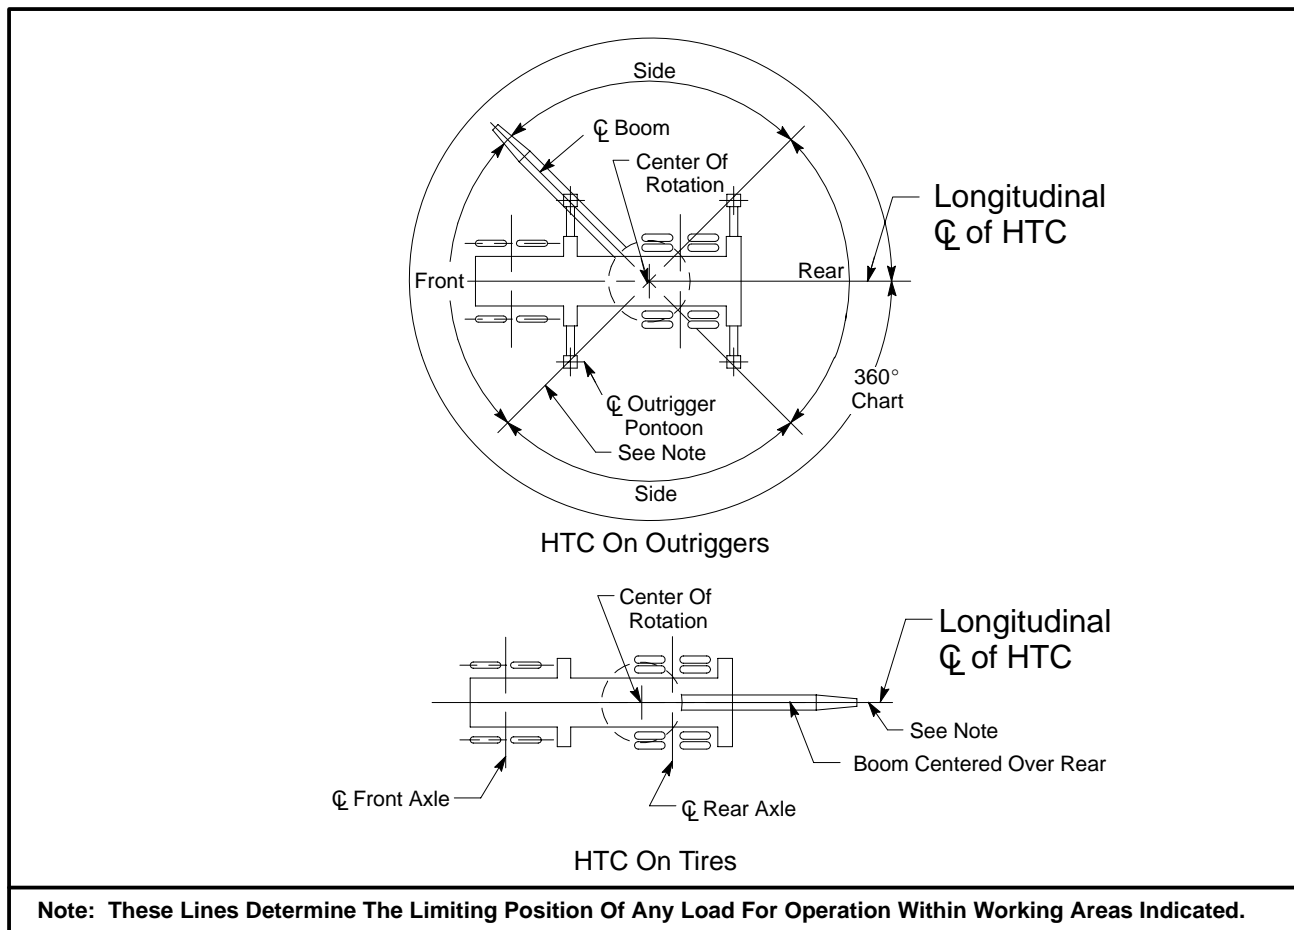 Side
℄ Boom
Center Of
Rotation
Longitudinal
℄ of HTC
Front
Rear
360°
Chart
℄ Outrigger
Pontoon
See Note
Side
HTC On Outriggers
Center Of
Rotation
Longitudinal
℄ of HTC
See Note
Boom Centered Over Rear
℄ Front Axle
℄ Rear Axle
HTC On Tires
Note: These Lines Determine The Limiting Position Of Any Load For Operation Within Working Areas Indicated.